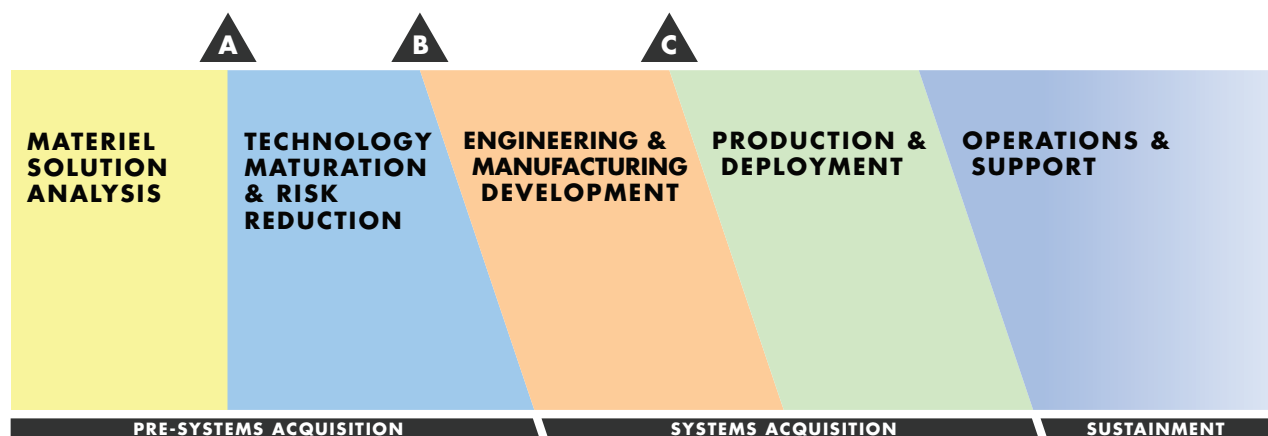 A
B
C
MATERIEL
SOLUTION
ANALYSIS
TECHNOLOGY
MATURATION
& RISK
REDUCTION
ENGINEERING &
MANUFACTURING
DEVELOPMENT
PRODUCTION &
DEPLOYMENT
OPERATIONS &
SUPPORT
PRE-SYSTEMS ACQUISITION
SYSTEMS ACQUISITION
SUSTAINMENT